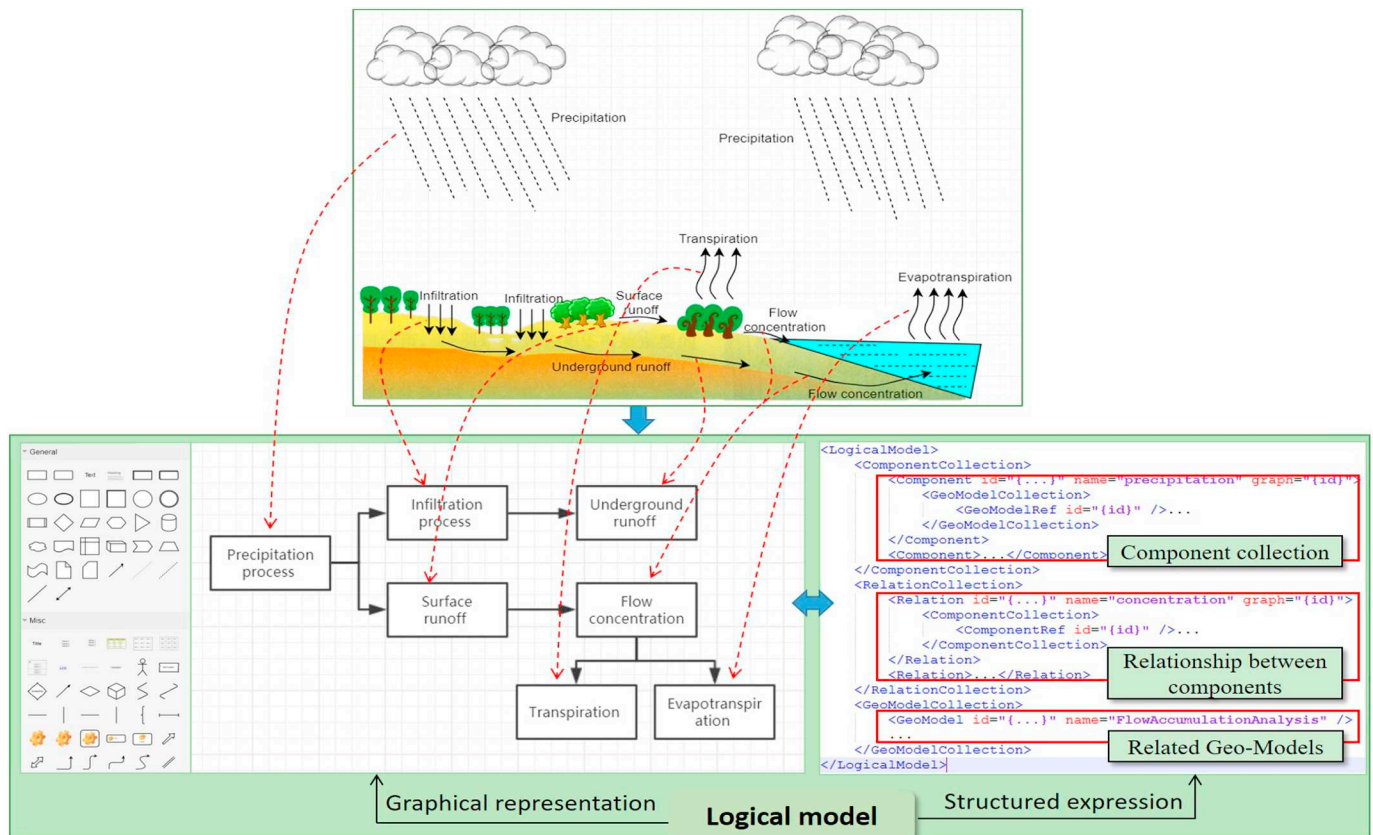 Precipitation
Precipitation
Transpiration
Evapotranspiration
Infiltration
Infiltration
Surface
runoff
Flow
concentration
Underground runoff
Flow concentration
General
Text
Heading
Misc
Title
Precipitation
process
Infiltration
process
Underground
runoff
Surface
runoff
Flow
concentration
Transpiration
Evapotranspir
ation
<LogicalModel>
<ComponentCollection>
<Component id="{...}" name="precipitation" graph="{id}">
<GeoModelCollection>
<GeoModelRef id="{id}" />...
</GeoModelCollection>
</Component>
<Component>...</Component>
Component collection
</ComponentCollection>
<RelationCollection>
<Relation id="{...}" name="concentration" graph="{id}">
<ComponentCollection>
<ComponentRef id="{id}" />...
</ComponentCollection>
</Relation>
<Relation>...</Relation>
Relationship between
components
</RelationCollection>
<GeoModelCollection>
<GeoModel id="{...}" name="FlowAccumulationAnalysis" />
...
</GeoModelCollection>
Related Geo-Models
</LogicalModel>
Graphical representation
Logical model
Structured expression